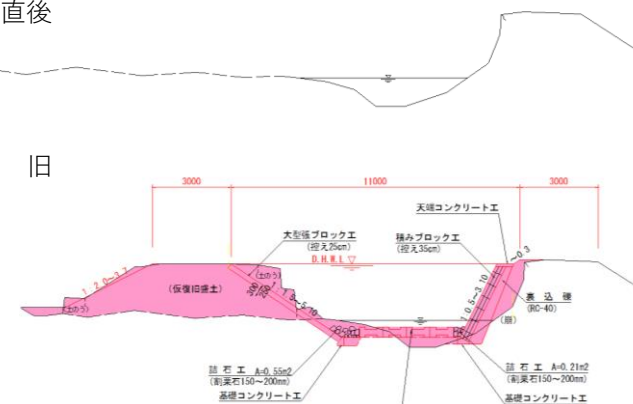 直後
旧
3000
11000
3000
天端コンクリート工
大型張ブロック工
(控え25cm)
積みブロック工
(控え35cm)
D.H.W.L
(土のう)
(仮復旧盛土)
(土のう)
裏込礫
(RC-40)
詰石工 A=0.55m2
(割栗石150~200mm)
基礎コンクリート工
詰石工 A=0.21m2
(割栗石150~200mm)
基礎コンクリート工